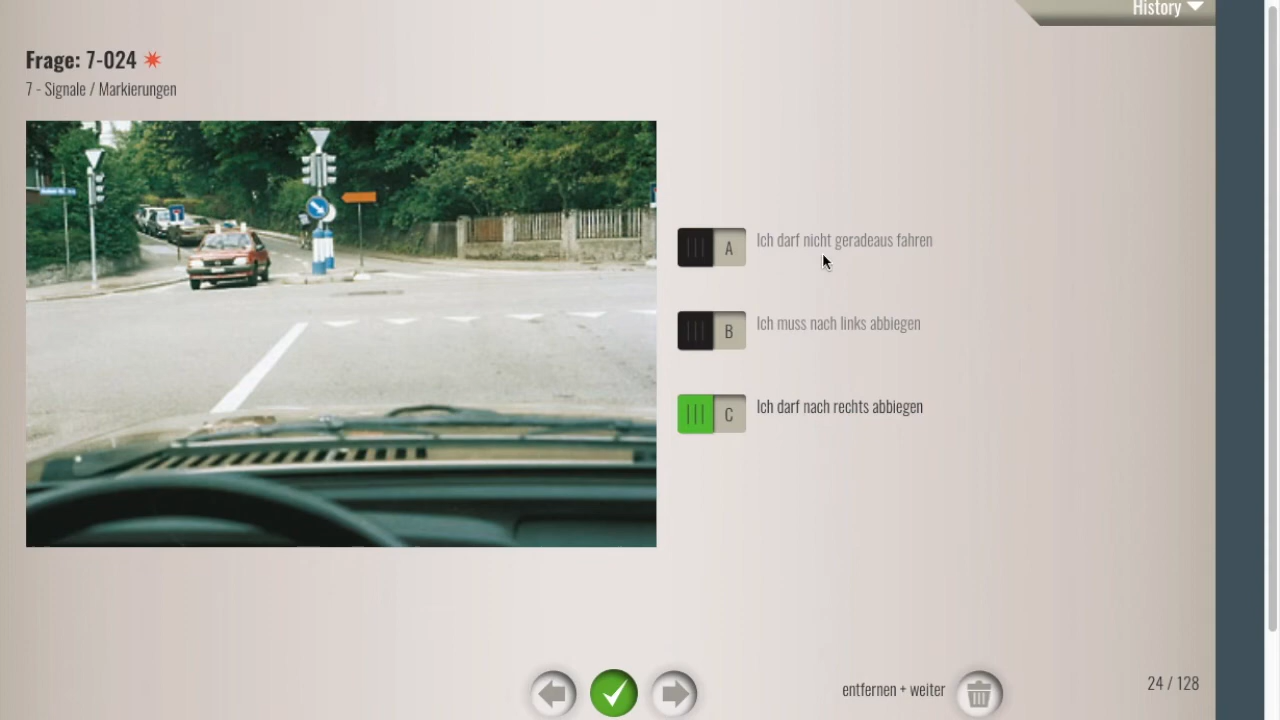 History
Frage: 7-024
7 - Signale / Markierungen
A Ich darf nicht geradeaus fahren
B Ich muss nach links abbiegen
C Ich darf nach rechts abbiegen
entfernen + weiter
24 / 128